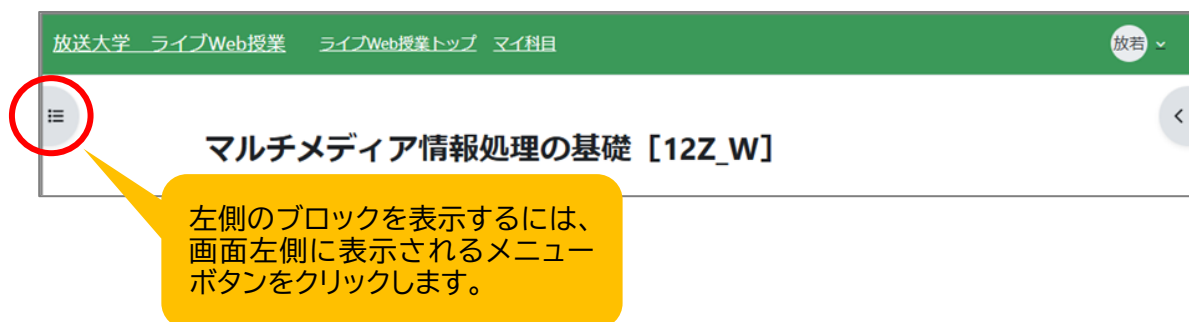 放送大学　ライブWeb授業　ライブWeb授業トップ　マイ科目　放若
マルチメディア情報処理の基礎［12Z_W］
左側のブロックを表示するには、
画面左側に表示されるメニュー
ボタンをクリックします。